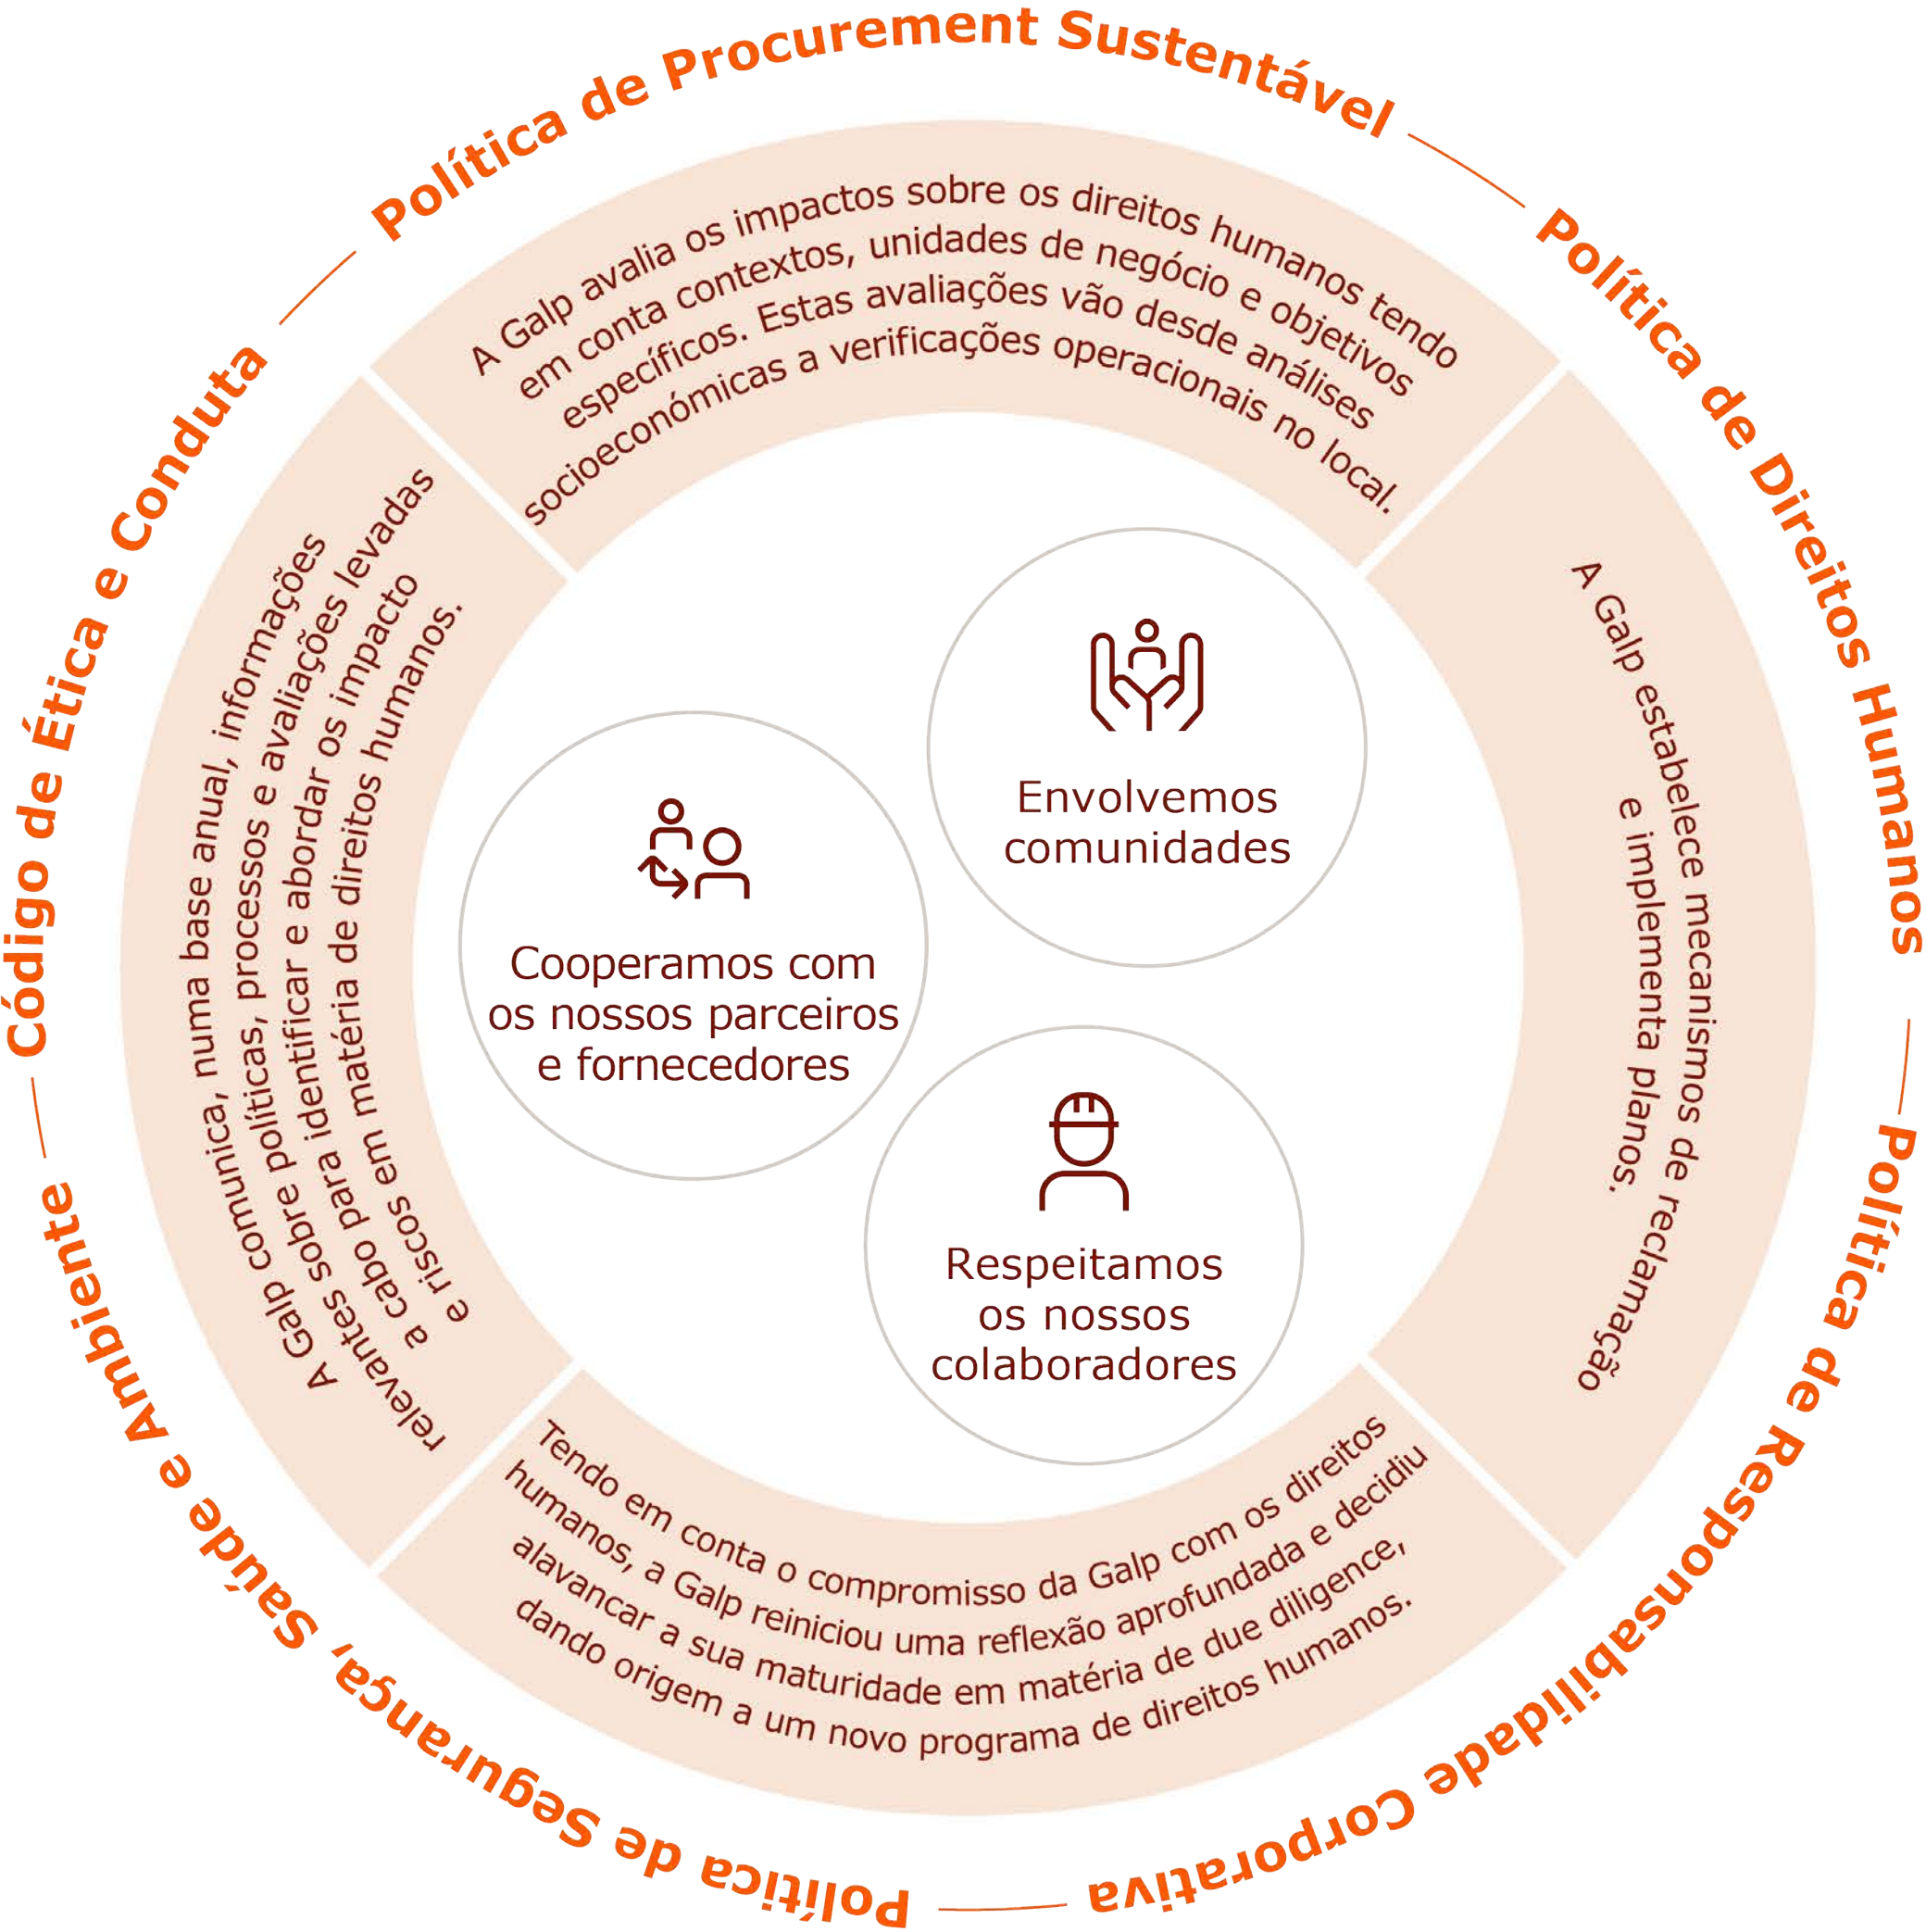 Política de Procurement Sustentável
Política de Direitos Humanos
Política de Responsabilidade Corporativa
Política de Segurança, Saúde e Ambiente
Código de Ética e Conduta
A Galp avalia os impactos sobre os direitos humanos tendo
em conta contextos, unidades de negócio e objetivos
específicos. Estas avaliações vão desde análises
socioeconómicas a verificações operacionais no local.
A Galp estabelece mecanismos de reclamação
e implementa planos.
Tendo em conta o compromisso da Galp com os direitos
humanos, a Galp reiniciou uma reflexão aprofundada e decidiu
alavancar a sua maturidade em matéria de due diligence,
dando origem a um novo programa de direitos humanos.
A Galp comunica, numa base anual, informações
relevantes sobre políticas, processos e avaliações levadas
a cabo para identificar e abordar os impacto
e riscos em matéria de direitos humanos.
Envolvemos
comunidades
Cooperamos com
os nossos parceiros
e fornecedores
Respeitamos
os nossos
colaboradores